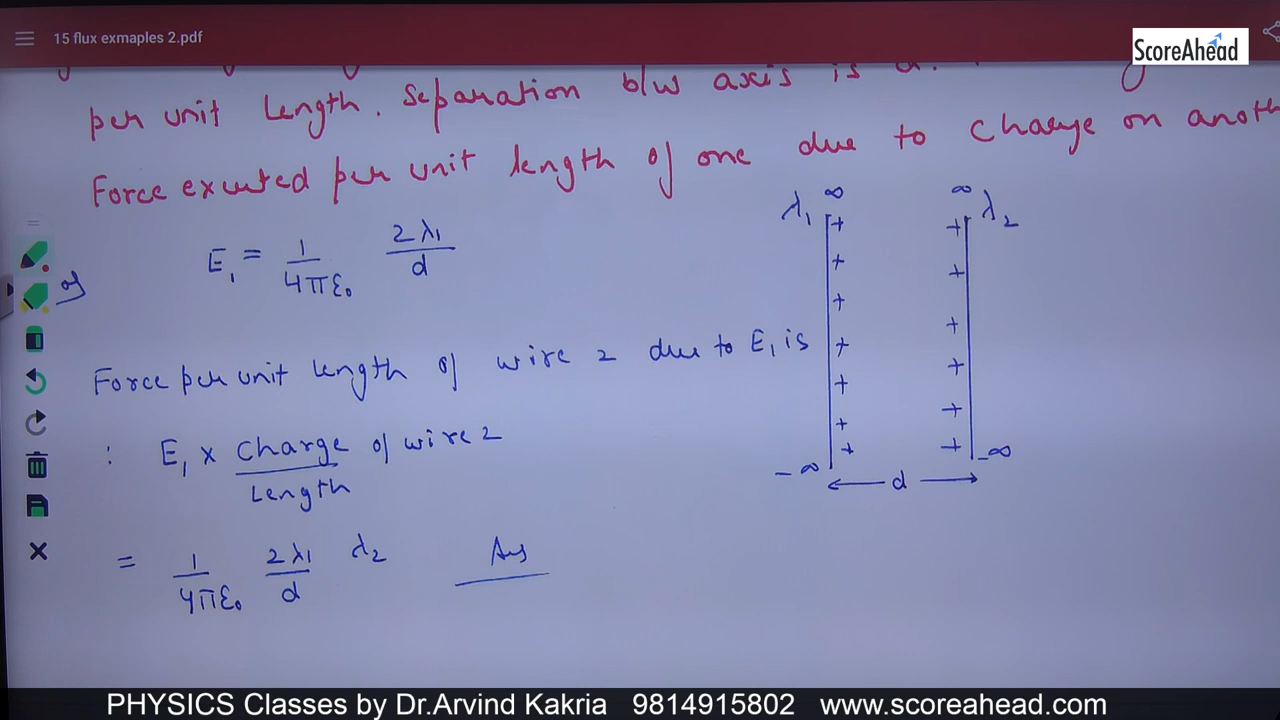 15 flux exmaples 2.pdf
ScoreAhead
per unit Length. Separation b/w axis is d.
Force exerted per unit length of one due to charge on anoth
λ₁ ∞ ∞ λ₂
E₁ = 1/4πε₀ 2λ₁/d
Force per unit length of wire 2 due to E₁ is
: E₁ x Charge/Length of wire 2
-∞ d -∞
= 1/4πε₀ 2λ₁/d λ₂ Ans
PHYSICS Classes by Dr.Arvind Kakria 9814915802 www.scoreahead.com